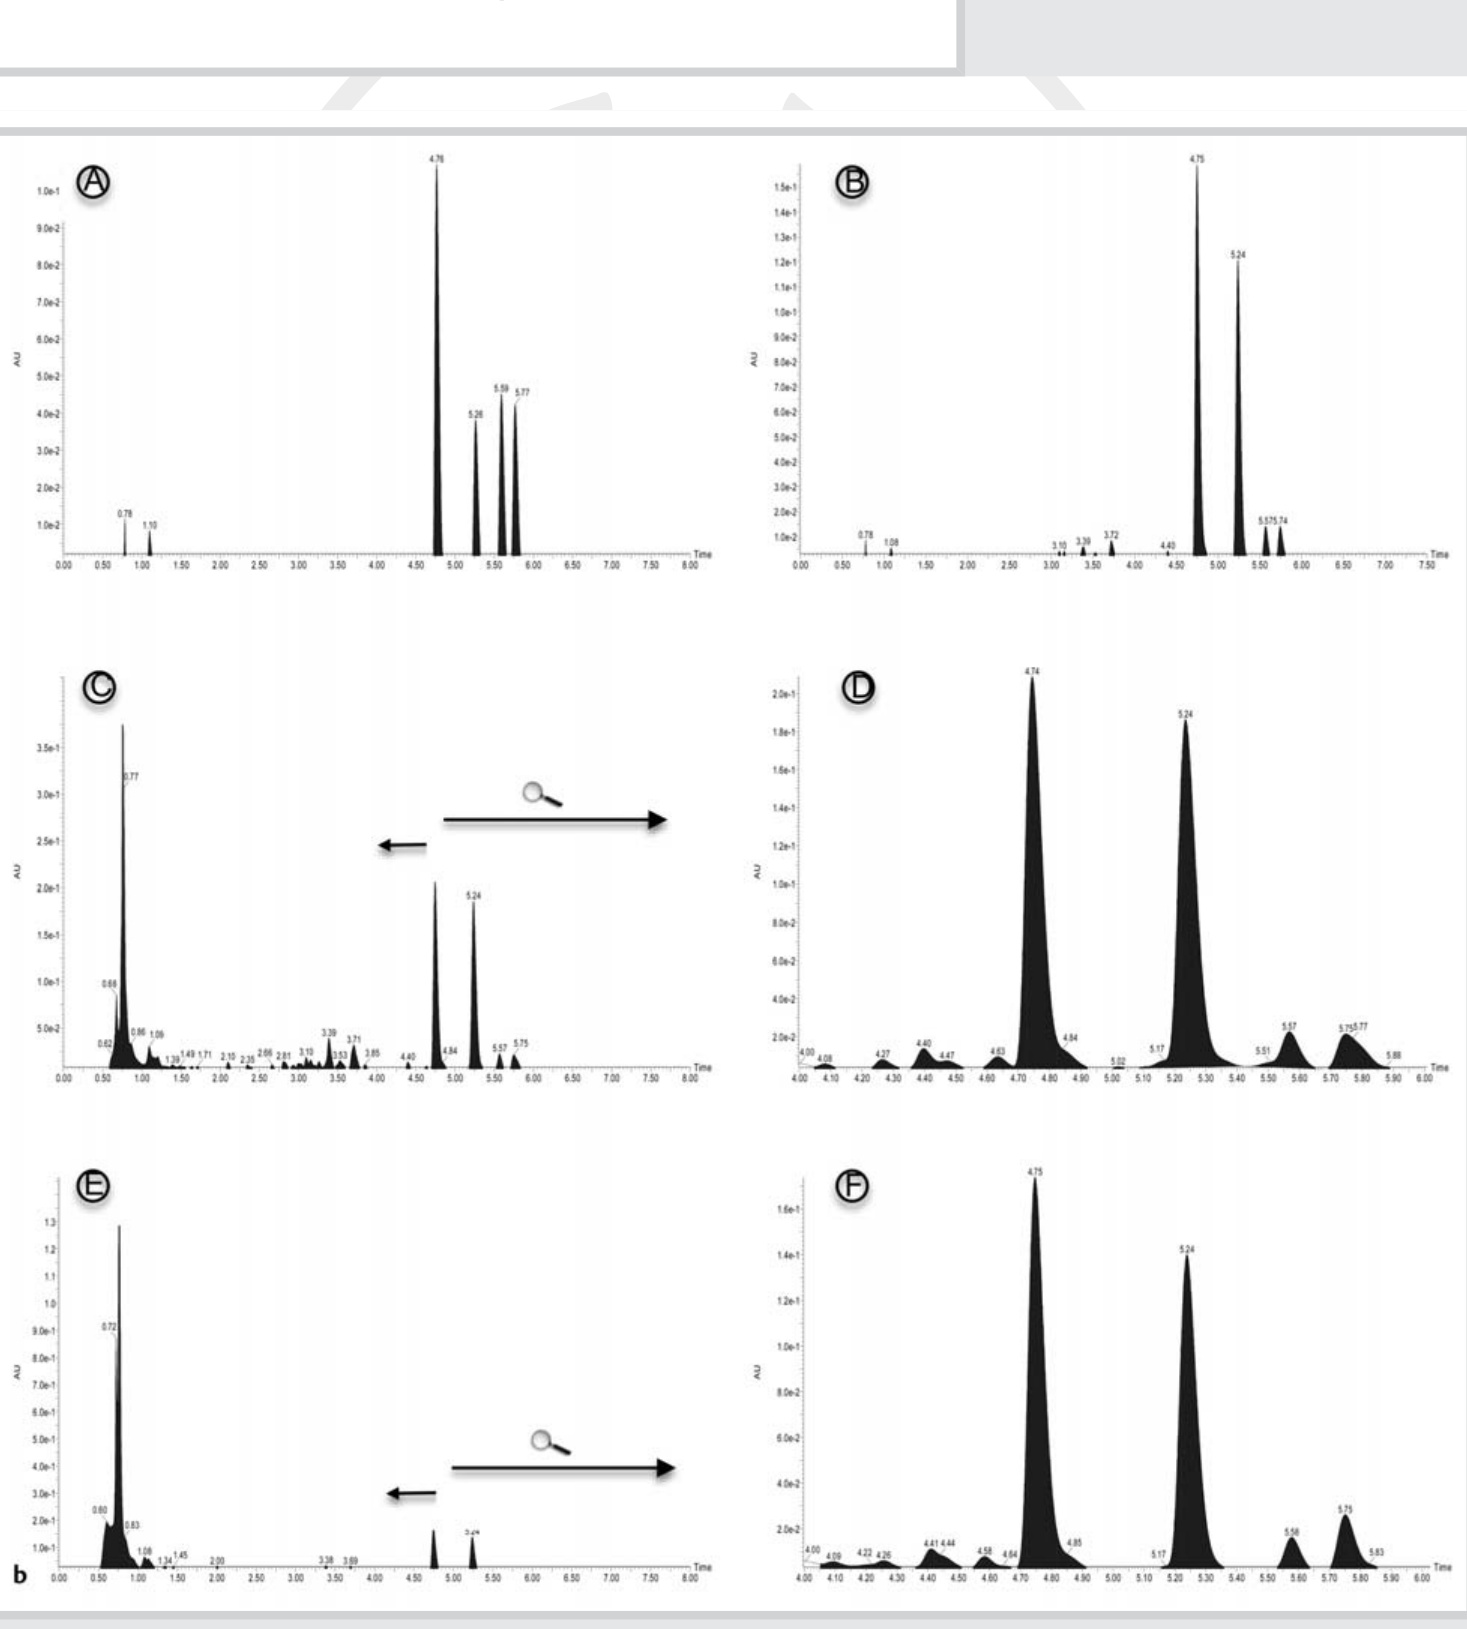 A
4.76
1.0e-1
9.0e-2
8.0e-2
7.0e-2
6.0e-2
5.0e-2
4.0e-2
3.0e-2
2.0e-2
1.0e-2
AU
0.78
1.10
5.26
5.59
5.77
Time
0.00 0.50 1.00 1.50 2.00 2.50 3.00 3.50 4.00 4.50 5.00 5.50 6.00 6.50 7.00 7.50 8.00
B
4.75
1.5e-1
1.4e-1
1.3e-1
1.2e-1
1.1e-1
1.0e-1
9.0e-2
8.0e-2
7.0e-2
6.0e-2
5.0e-2
4.0e-2
3.0e-2
2.0e-2
1.0e-2
AU
5.24
0.78
1.08
3.10
3.39
3.72
4.40
5.57 5.74
Time
0.00 0.50 1.00 1.50 2.00 2.50 3.00 3.50 4.00 4.50 5.00 5.50 6.00 6.50 7.00 7.50
C
3.5e-1
3.0e-1
2.5e-1
2.0e-1
1.5e-1
1.0e-1
5.0e-2
AU
0.77
0.68
0.62
0.86
1.09
1.39
1.49
1.71
2.10
2.35
2.66
2.81
3.10
3.39
3.53
3.71
3.85
4.40
4.84
5.24
5.57
5.75
Time
0.00 0.50 1.00 1.50 2.00 2.50 3.00 3.50 4.00 4.50 5.00 5.50 6.00 6.50 7.00 7.50 8.00
D
4.74
2.0e-1
1.8e-1
1.6e-1
1.4e-1
1.2e-1
1.0e-1
8.0e-2
6.0e-2
4.0e-2
2.0e-2
AU
5.24
4.00
4.08
4.27
4.40
4.47
4.63
4.84
5.02
5.17
5.51
5.57
5.75
5.77
5.88
Time
4.00 4.10 4.20 4.30 4.40 4.50 4.60 4.70 4.80 4.90 5.00 5.10 5.20 5.30 5.40 5.50 5.60 5.70 5.80 5.90 6.00
E
1.3
1.2
1.1
1.0
9.0e-1
8.0e-1
7.0e-1
6.0e-1
5.0e-1
4.0e-1
3.0e-1
2.0e-1
1.0e-1
AU
0.72
0.60
0.83
1.08
1.34
1.45
2.00
3.38
3.69
Time
0.00 0.50 1.00 1.50 2.00 2.50 3.00 3.50 4.00 4.50 5.00 5.50 6.00 6.50 7.00 7.50 8.00
F
4.75
1.6e-1
1.4e-1
1.2e-1
1.0e-1
8.0e-2
6.0e-2
4.0e-2
2.0e-2
AU
5.24
4.00
4.09
4.22
4.26
4.41
4.44
4.58
4.64
4.85
5.17
5.58
5.75
5.83
Time
4.00 4.10 4.20 4.30 4.40 4.50 4.60 4.70 4.80 4.90 5.00 5.10 5.20 5.30 5.40 5.50 5.60 5.70 5.80 5.90 6.00
b